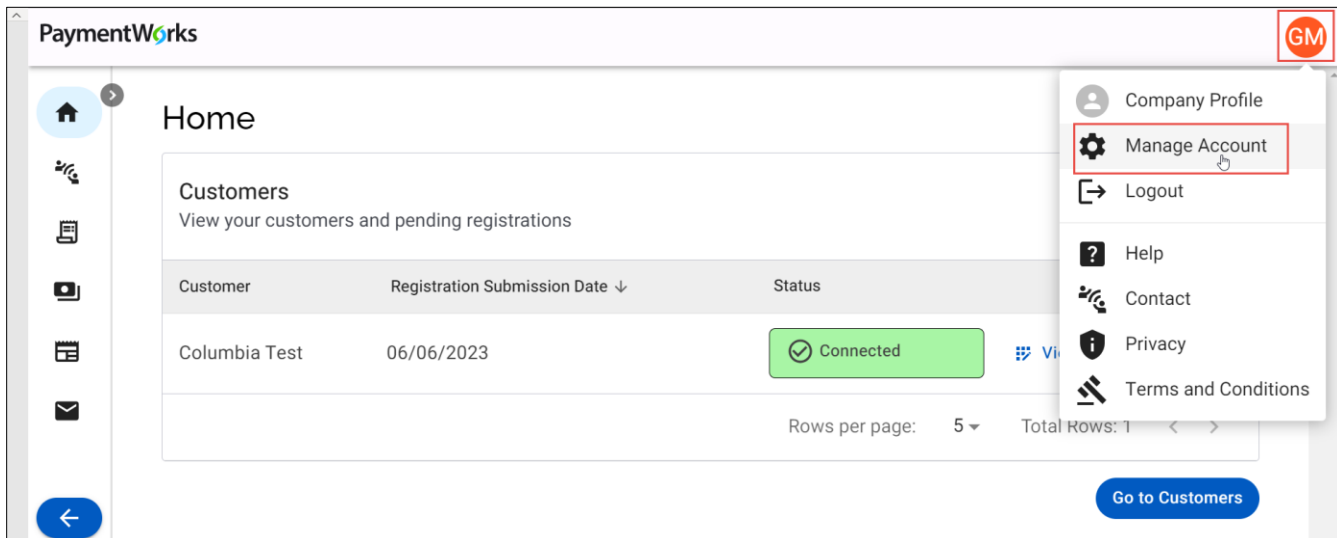 PaymentWorks
GM
Company Profile
Manage Account
Logout
Help
Contact
Privacy
Terms and Conditions
Home
Customers
View your customers and pending registrations
Customer Registration Submission Date Status
Columbia Test 06/06/2023 Connected Vi
Rows per page: 5 Total Rows: 1
Go to Customers